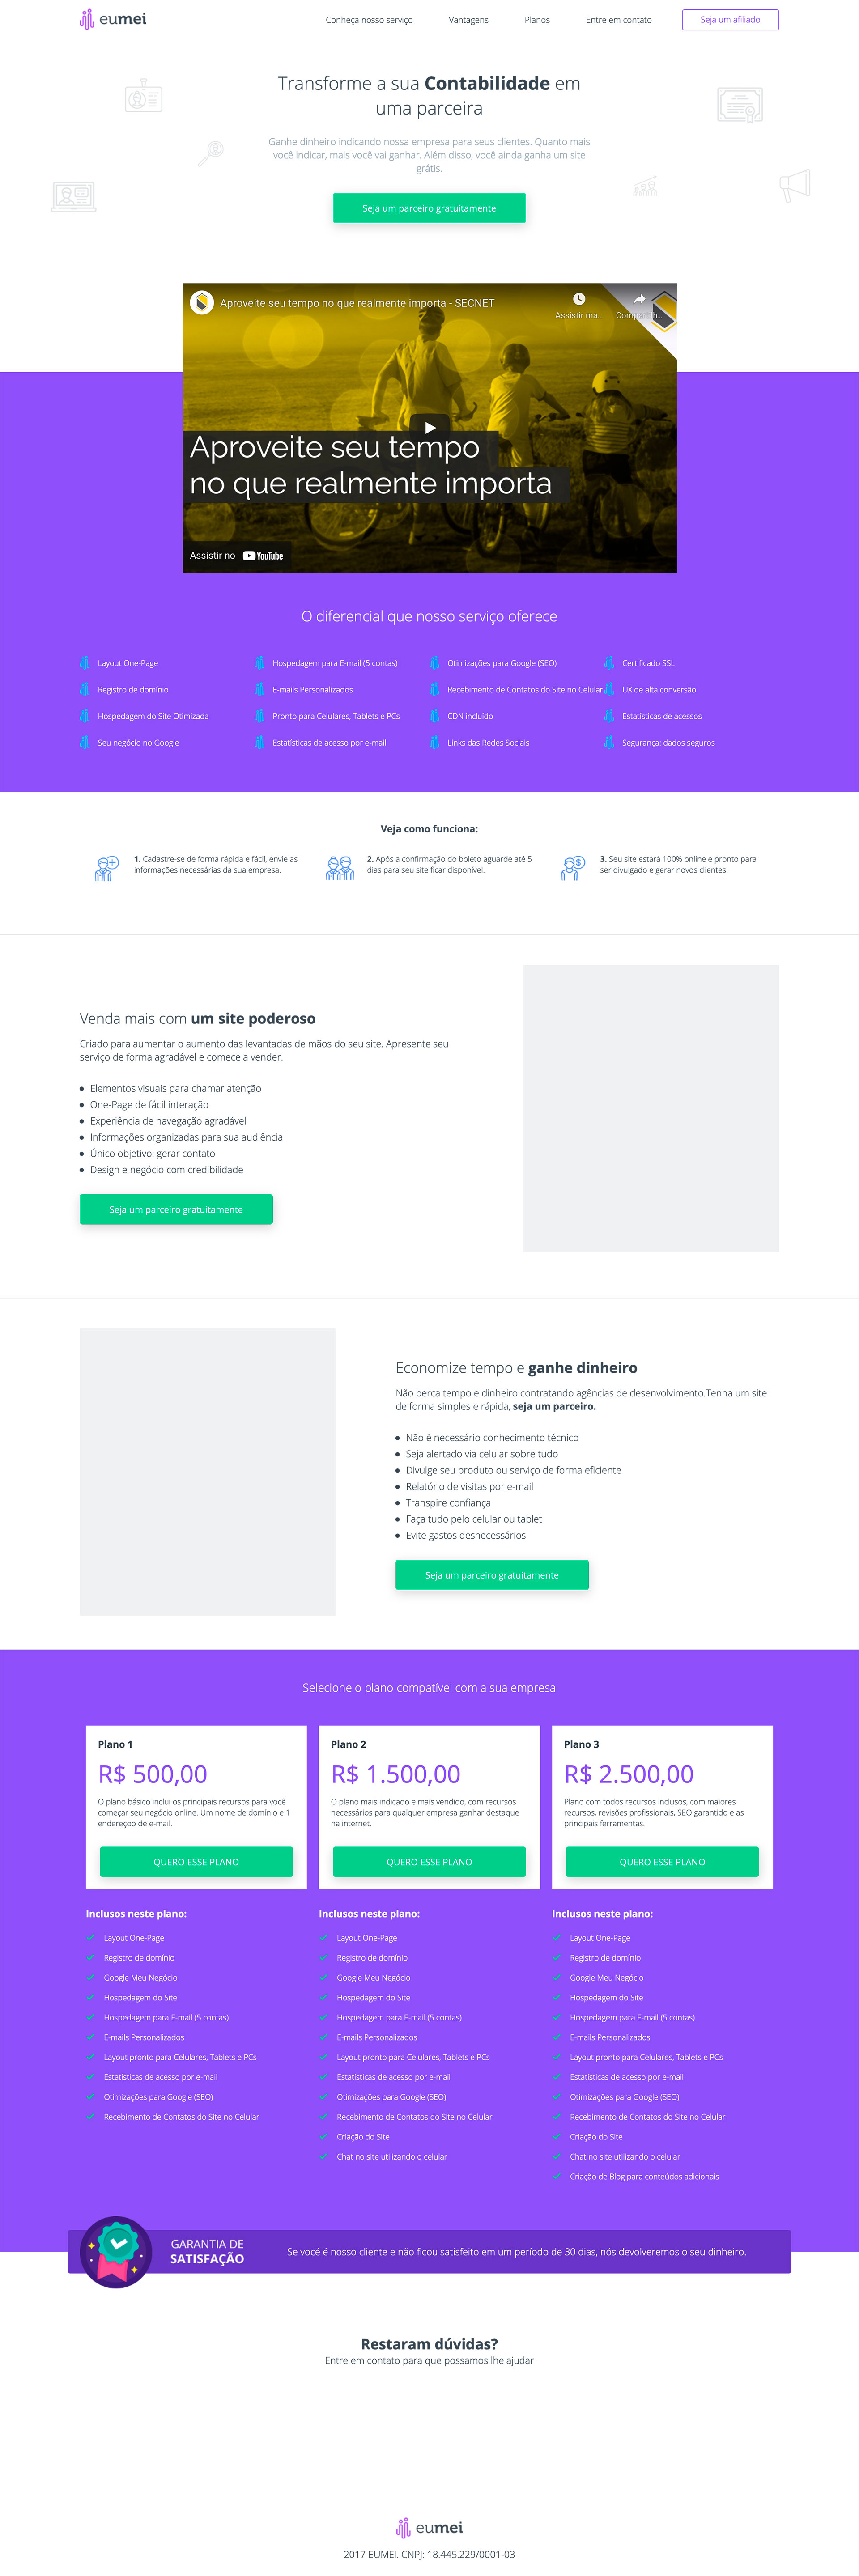 eumei
Conheça nosso serviço
Vantagens
Planos
Entre em contato
Seja um afiliado
Transforme a sua Contabilidade em
uma parceira
Ganhe dinheiro indicando nossa empresa para seus clientes. Quanto mais
você indicar, mais você vai ganhar. Além disso, você ainda ganha um site
grátis.
Seja um parceiro gratuitamente
Aproveite seu tempo no que realmente importa - SECNET
Assistir ma...
Compartilh...
Aproveite seu tempo
no que realmente importa
Assistir no YouTube
O diferencial que nosso serviço oferece
Layout One-Page
Hospedagem para E-mail (5 contas)
Otimizações para Google (SEO)
Certificado SSL
Registro de domínio
E-mails Personalizados
Recebimento de Contatos do Site no Celular
UX de alta conversão
Hospedagem do Site Otimizada
Pronto para Celulares, Tablets e PCs
CDN incluído
Estatísticas de acessos
Seu negócio no Google
Estatísticas de acesso por e-mail
Links das Redes Sociais
Segurança: dados seguros
Veja como funciona:
1. Cadastre-se de forma rápida e fácil, envie as
informações necessárias da sua empresa.
2. Após a confirmação do boleto aguarde até 5
dias para seu site ficar disponível.
3. Seu site estará 100% online e pronto para
ser divulgado e gerar novos clientes.
Venda mais com um site poderoso
Criado para aumentar o aumento das levantadas de mãos do seu site. Apresente seu
serviço de forma agradável e comece a vender.
Elementos visuais para chamar atenção
One-Page de fácil interação
Experiência de navegação agradável
Informações organizadas para sua audiência
Único objetivo: gerar contato
Design e negócio com credibilidade
Seja um parceiro gratuitamente
Economize tempo e ganhe dinheiro
Não perca tempo e dinheiro contratando agências de desenvolvimento.Tenha um site
de forma simples e rápida, seja um parceiro.
Não é necessário conhecimento técnico
Seja alertado via celular sobre tudo
Divulge seu produto ou serviço de forma eficiente
Relatório de visitas por e-mail
Transpire confiança
Faça tudo pelo celular ou tablet
Evite gastos desnecessários
Seja um parceiro gratuitamente
Selecione o plano compatível com a sua empresa
Plano 1
R$ 500,00
O plano básico inclui os principais recursos para você
começar seu negócio online. Um nome de domínio e 1
endereçoo de e-mail.
QUERO ESSE PLANO
Plano 2
R$ 1.500,00
O plano mais indicado e mais vendido, com recursos
necessários para qualquer empresa ganhar destaque
na internet.
QUERO ESSE PLANO
Plano 3
R$ 2.500,00
Plano com todos recursos inclusos, com maiores
recursos, revisões profissionais, SEO garantido e as
principais ferramentas.
QUERO ESSE PLANO
Inclusos neste plano:
Layout One-Page
Registro de domínio
Google Meu Negócio
Hospedagem do Site
Hospedagem para E-mail (5 contas)
E-mails Personalizados
Layout pronto para Celulares, Tablets e PCs
Estatísticas de acesso por e-mail
Otimizações para Google (SEO)
Recebimento de Contatos do Site no Celular
Inclusos neste plano:
Layout One-Page
Registro de domínio
Google Meu Negócio
Hospedagem do Site
Hospedagem para E-mail (5 contas)
E-mails Personalizados
Layout pronto para Celulares, Tablets e PCs
Estatísticas de acesso por e-mail
Otimizações para Google (SEO)
Recebimento de Contatos do Site no Celular
Criação do Site
Chat no site utilizando o celular
Inclusos neste plano:
Layout One-Page
Registro de domínio
Google Meu Negócio
Hospedagem do Site
Hospedagem para E-mail (5 contas)
E-mails Personalizados
Layout pronto para Celulares, Tablets e PCs
Estatísticas de acesso por e-mail
Otimizações para Google (SEO)
Recebimento de Contatos do Site no Celular
Criação do Site
Chat no site utilizando o celular
Criação de Blog para conteúdos adicionais
GARANTIA DE
SATISFAÇÃO
Se vocé é nosso cliente e não ficou satisfeito em um período de 30 dias, nós devolveremos o seu dinheiro.
Restaram dúvidas?
Entre em contato para que possamos lhe ajudar
eumei
2017 EUMEI. CNPJ: 18.445.229/0001-03